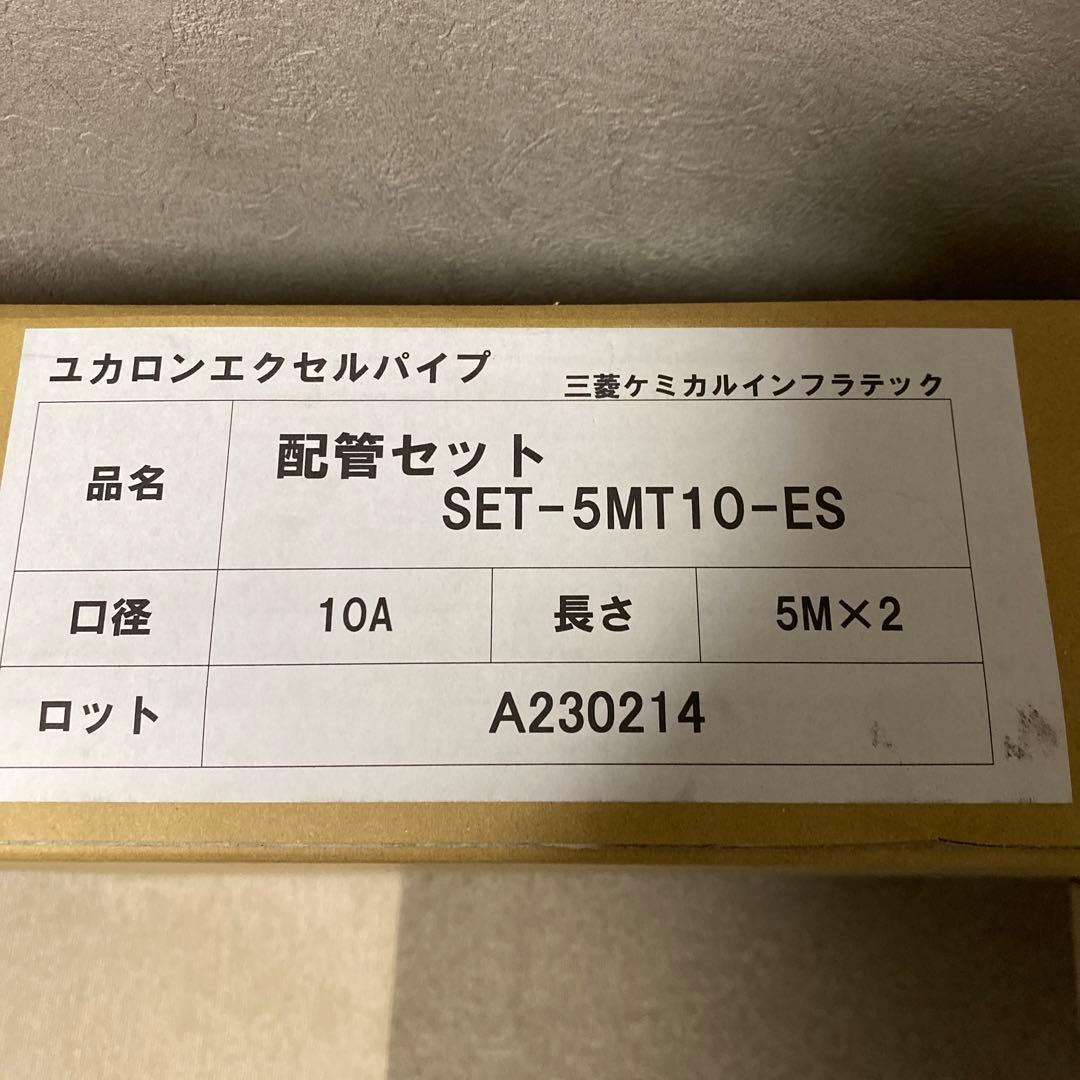 ユカロンエクセルパイプ
三菱ケミカルインフラテック
品名
配管セット
SET-5MT10-ES
口径 10A 長さ 5M×2
ロット A230214